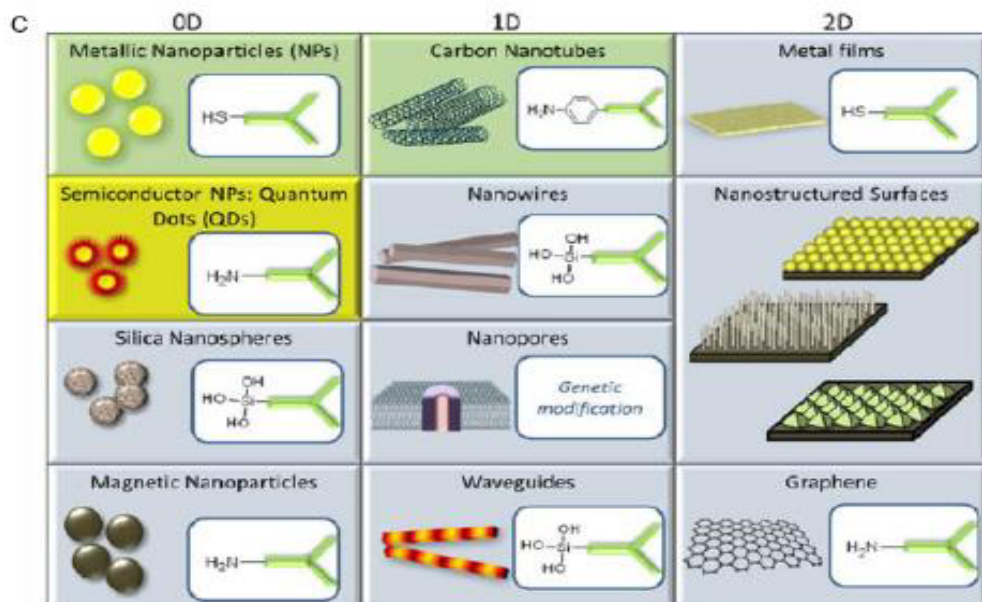 C
0D
1D
2D
Metallic Nanoparticles (NPs)
HS
Carbon Nanotubes
H₂N
Metal films
HS
Semiconductor NPs: Quantum
Dots (QDs)
H₂N
Nanowires
OH
HO
Si
HO
Nanostructured Surfaces
Silica Nanospheres
OH
HO
Si
HO
Nanopores
Genetic
modification
Magnetic Nanoparticles
H₂N
Waveguides
OH
HO
Si
HO
Graphene
H₂N